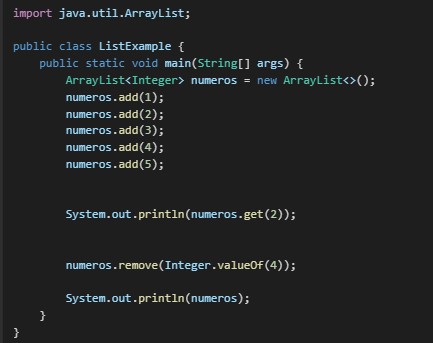 import java.util.ArrayList;
public class ListExample {
public static void main(String[] args) {
ArrayList<Integer> numeros = new ArrayList<>();
numeros.add(1);
numeros.add(2);
numeros.add(3);
numeros.add(4);
numeros.add(5);
System.out.println(numeros.get(2));
numeros.remove(Integer.valueOf(4));
System.out.println(numeros);
}
}